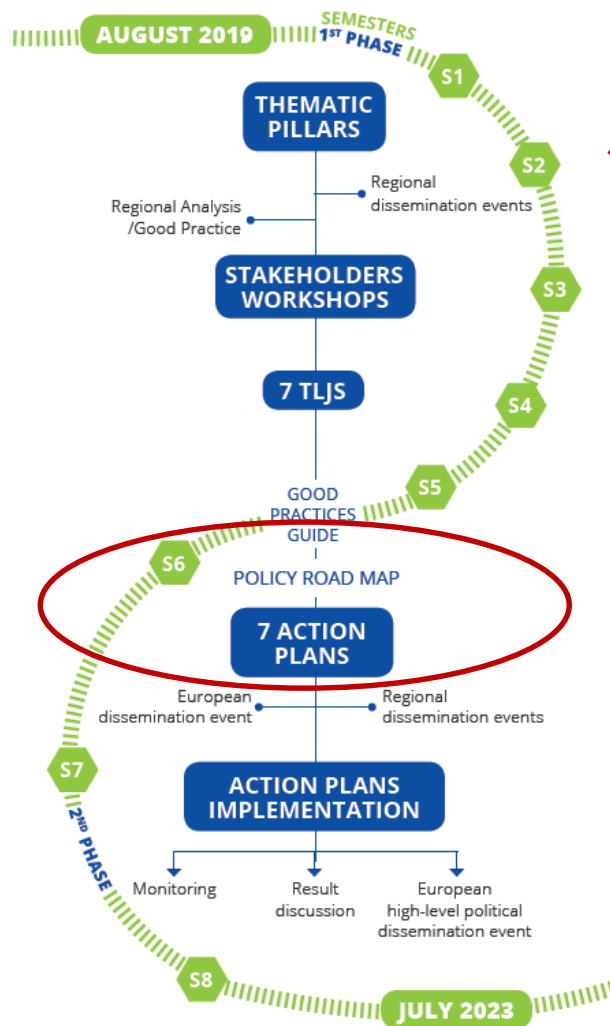 AUGUST 2019
SEMESTERS
1ST PHASE
S1
THEMATIC
PILLARS
S2
Regional
dissemination events
Regional Analysis
/Good Practice
STAKEHOLDERS
WORKSHOPS
S3
7 TLJS
S4
S5
GOOD
PRACTICES
GUIDE
S6
POLICY ROAD MAP
7 ACTION
PLANS
European
dissemination event
Regional
dissemination events
S7
ACTION PLANS
IMPLEMENTATION
2ND PHASE
Monitoring
Result
discussion
European
high-level political
dissemination event
S8
JULY 2023